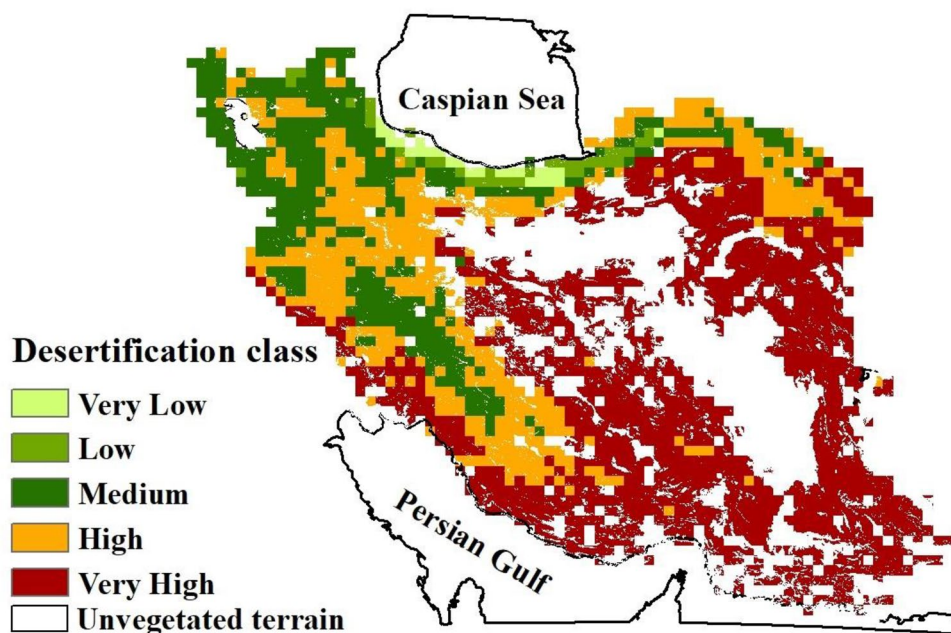 Caspian Sea
Desertification class
Very Low
Low
Medium
High
Very High
Unvegetated terrain
Persian Gulf